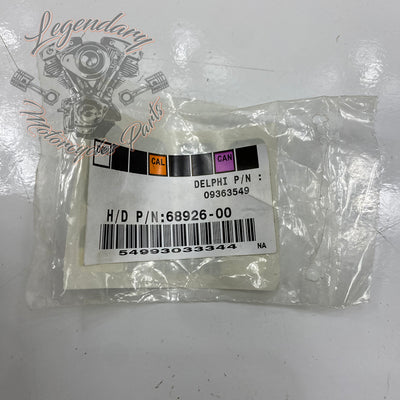 Legendary
Motorcycle Parts
CAL
CAN
DELPHI P/N :
09363549
H/D P/N:68926-00
54993033344
NA